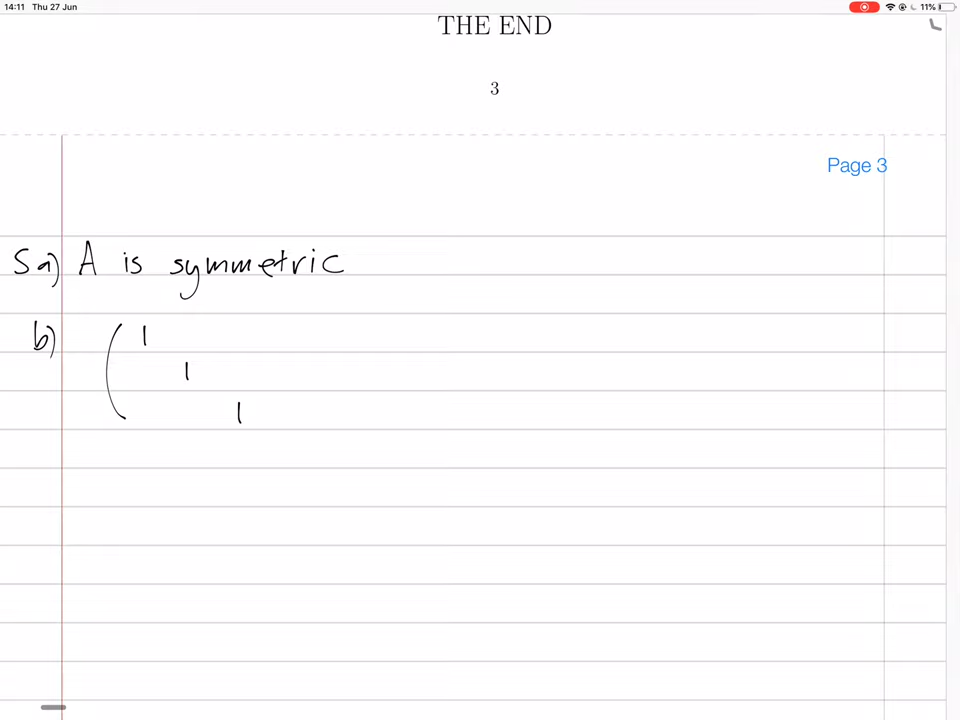 14:11 Thu 27 Jun 11%
THE END
3
Page 3
5a) A is symmetric
b) ( 1
1
1